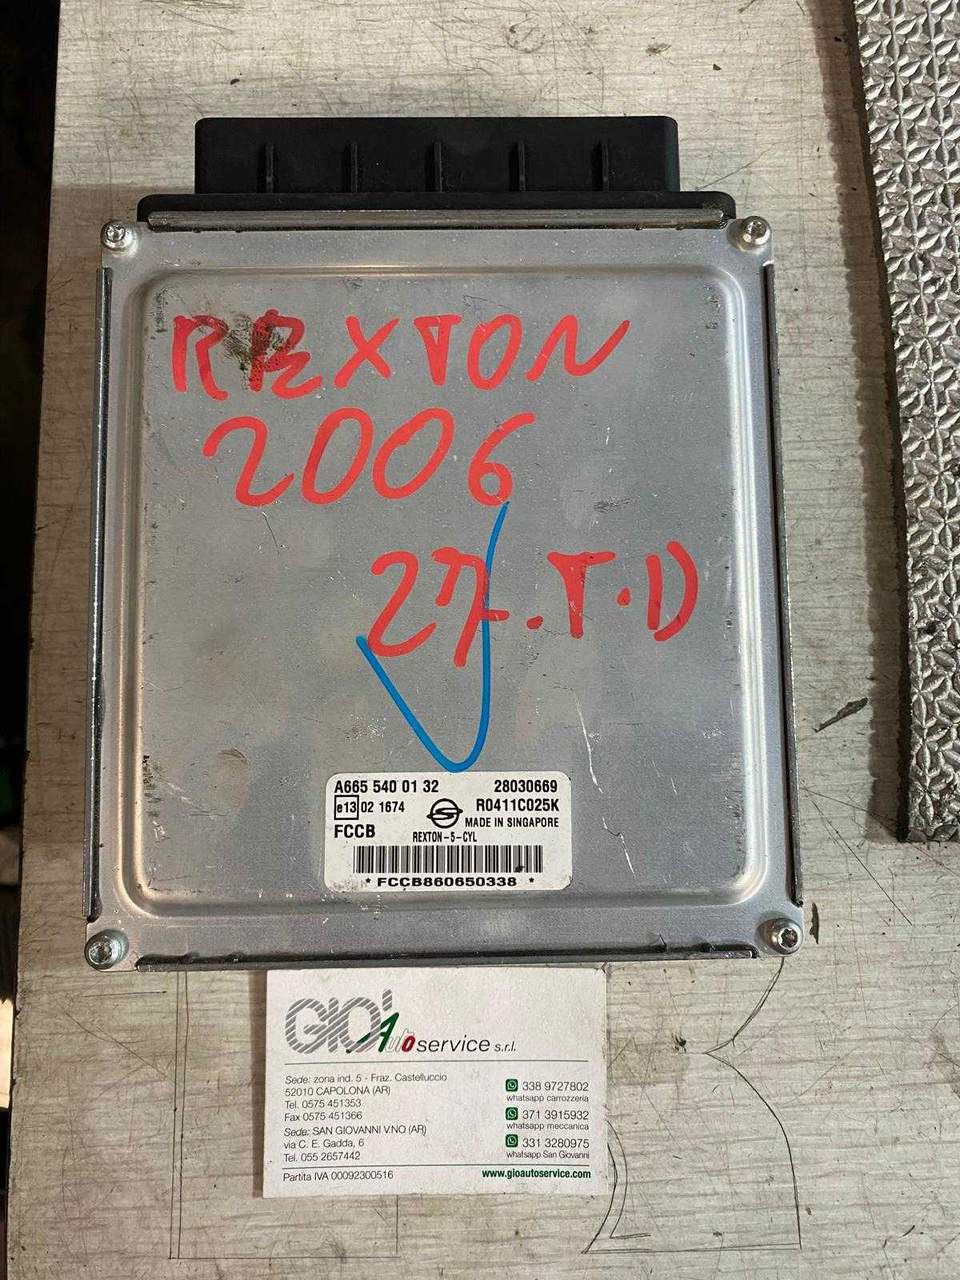 REXTON
2006
27.T.D
A665 540 01 32 28030669
e13 02 1674 R0411C025K
MADE IN SINGAPORE
FCCB REXTON-5-CYL
* FCCB860650338 *
GIO' Auto service s.r.l.
Sede: zona ind. 5 - Fraz. Castelluccio
52010 CAPOLONA (AR)
Tel. 0575 451353
Fax 0575 451366
Sede: SAN GIOVANNI V.NO (AR)
via C. E. Gadda, 6
Tel. 055 2657442
338 9727802
whatsapp carrozzeria
371 3915932
whatsapp meccanica
331 3280975
whatsapp San Giovanni
Partita IVA 00092300516 www.gioautoservice.com